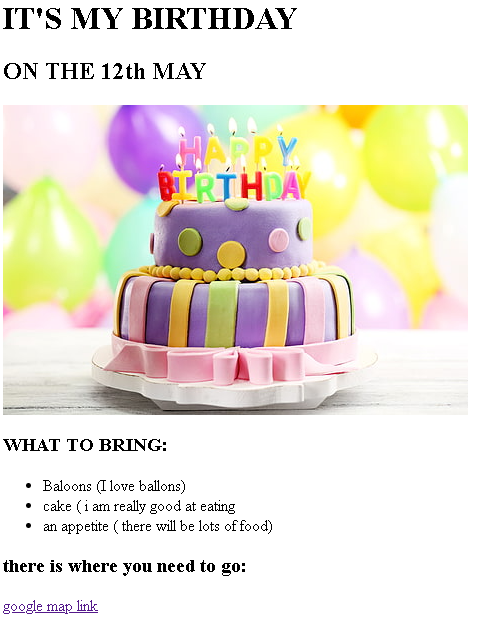 IT'S MY BIRTHDAY
ON THE 12th MAY
HAPPY
BIRTHDAY
WHAT TO BRING:
Baloons (I love ballons)
cake ( i am really good at eating
an appetite ( there will be lots of food)
there is where you need to go:
google map link